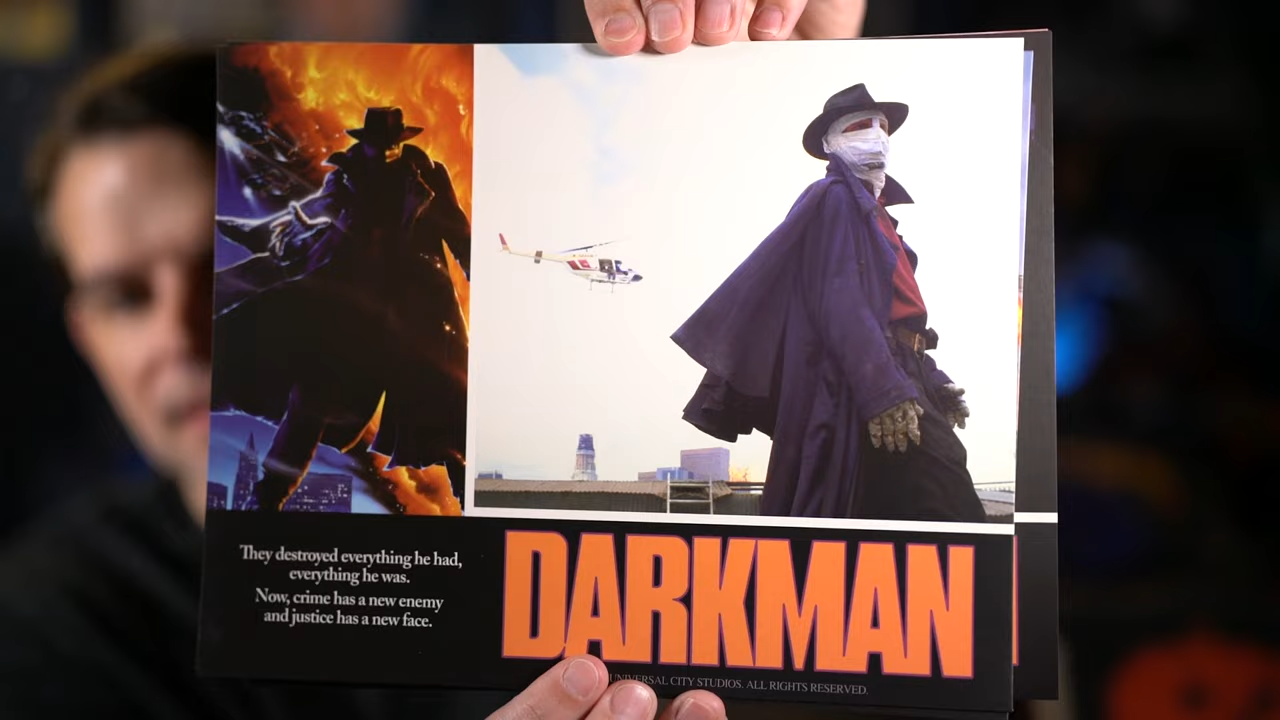 They destroyed everything he had,
everything he was.
Now, crime has a new enemy
and justice has a new face.
DARKMAN
UNIVERSAL CITY STUDIOS. ALL RIGHTS RESERVED.